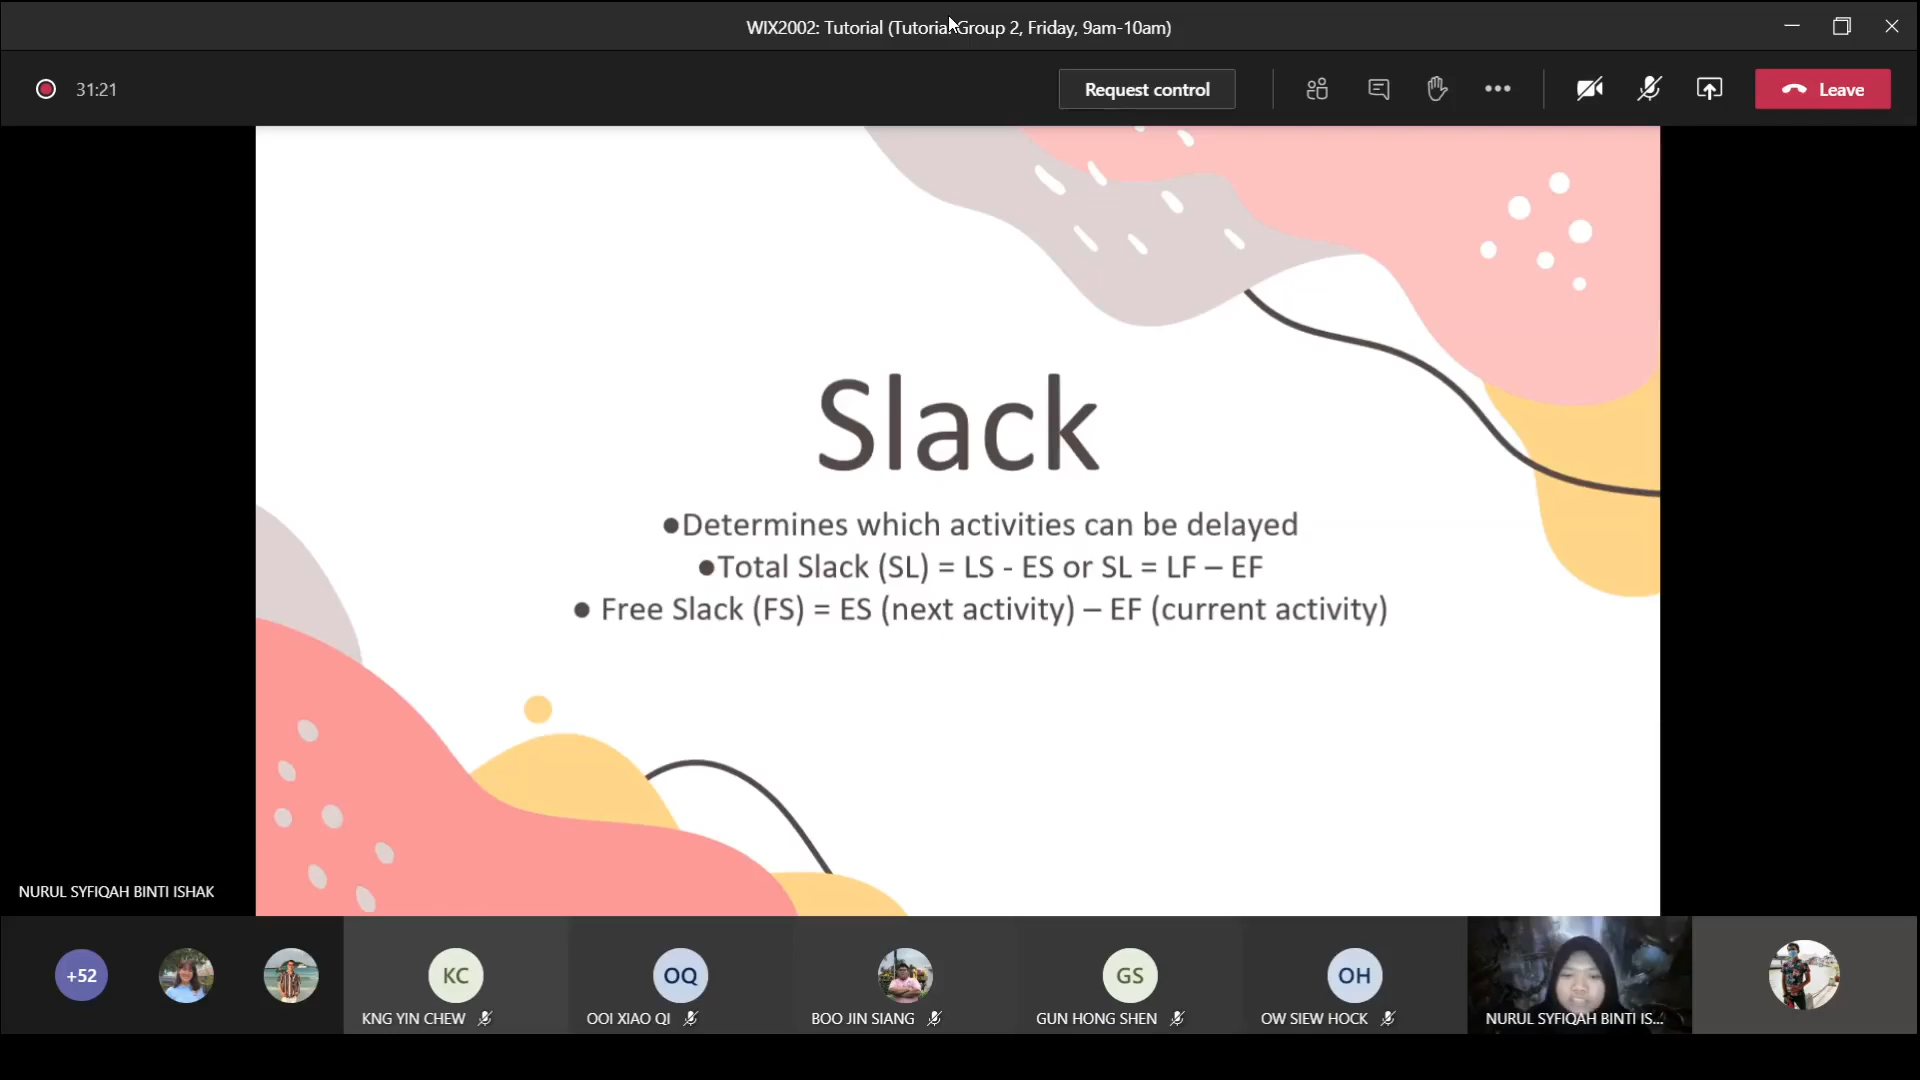 WIX2002: Tutorial (Tutorial Group 2, Friday, 9am-10am)
31:21
Request control
Leave
Slack
●Determines which activities can be delayed
●Total Slack (SL) = LS - ES or SL = LF – EF
● Free Slack (FS) = ES (next activity) – EF (current activity)
NURUL SYFIQAH BINTI ISHAK
+52
KC
OQ
GS
OH
KNG YIN CHEW
OOI XIAO QI
BOO JIN SIANG
GUN HONG SHEN
OW SIEW HOCK
NURUL SYFIQAH BINTI IS...